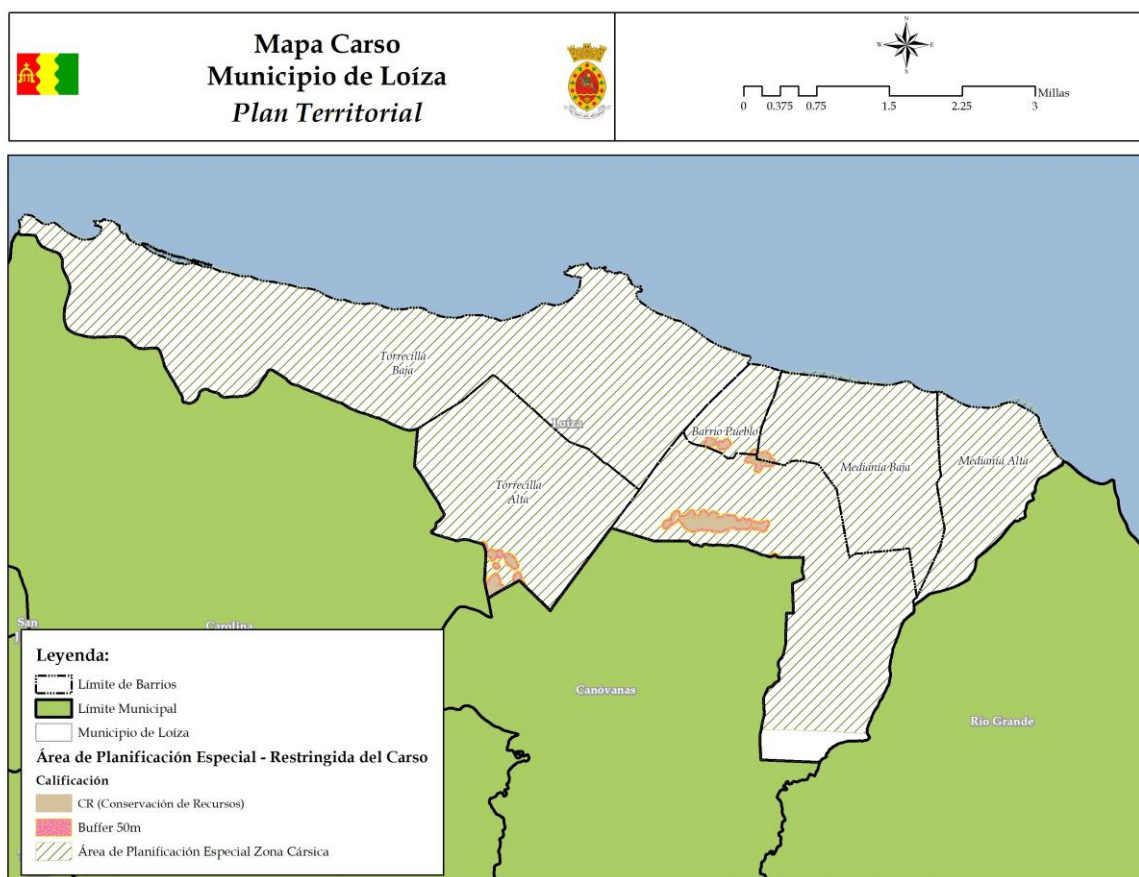 Mapa Carso
Municipio de Loíza
Plan Territorial
N
W
E
S
0
0.375
0.75
1.5
2.25
3
Millas
Torrecilla
Baja
Loíza
Barrio Pueblo
Torrecilla
Alta
Medianía Baja
Medianía Alta
San
Carolina
Canóvanas
Río Grande
Leyenda:
Límite de Barrios
Límite Municipal
Municipio de Loíza
Área de Planificación Especial - Restringida del Carso
Calificación
CR (Conservación de Recursos)
Buffer 50m
Área de Planificación Especial Zona Cársica